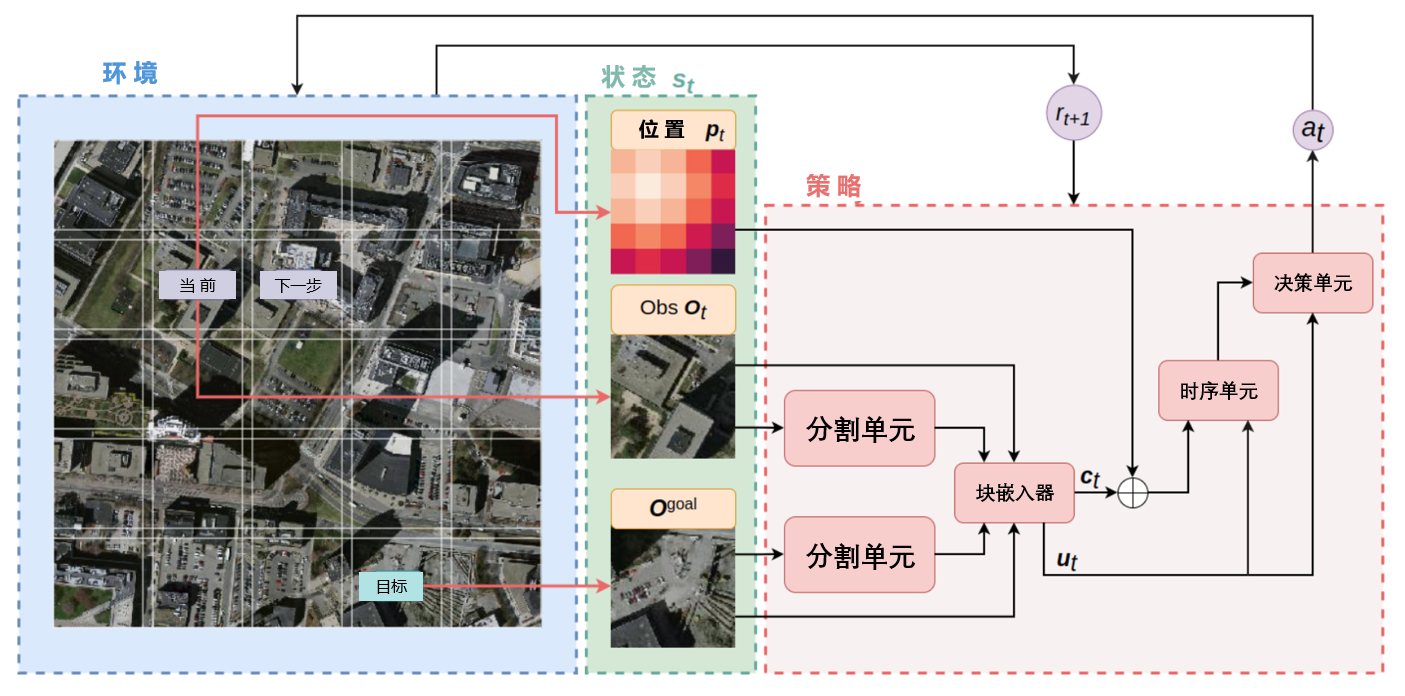 环境
状态 st
位置 pt
rt+1
at
策略
当前
下一步
Obs Ot
决策单元
时序单元
分割单元
块嵌入器
ct
Ogoal
分割单元
ut
目标